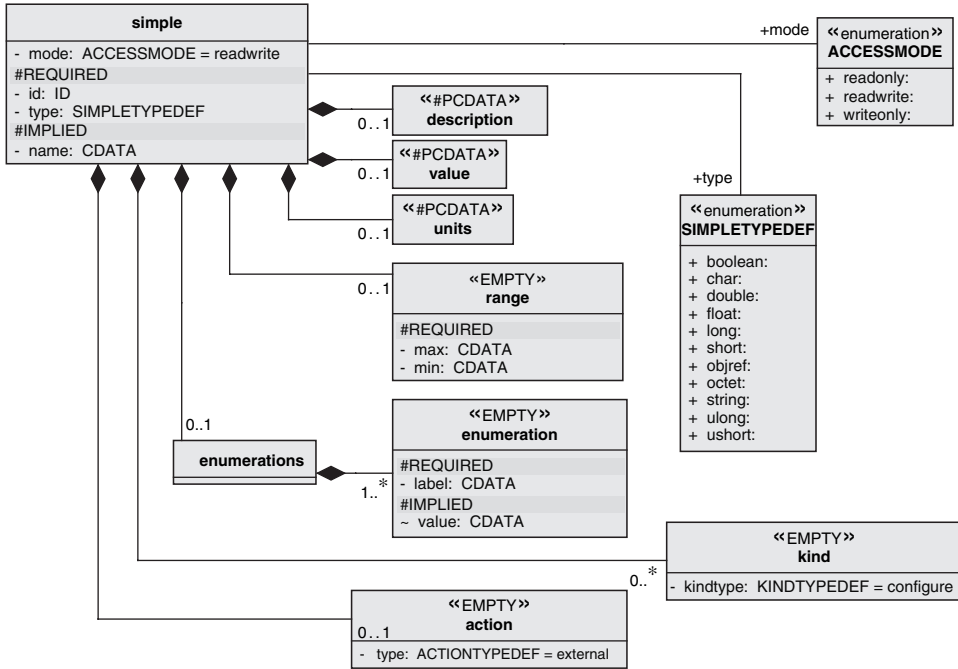 simple
- mode: ACCESSMODE = readwrite
#REQUIRED
- id: ID
- type: SIMPLETYPEDEF
#IMPLIED
- name: CDATA
+mode
«enumeration»
ACCESSMODE
+ readonly:
+ readwrite:
+ writeonly:
«#PCDATA»
description
0..1
«#PCDATA»
value
0..1
«#PCDATA»
units
0..1
+type
«enumeration»
SIMPLETYPEDEF
+ boolean:
+ char:
+ double:
+ float:
+ long:
+ short:
+ objref:
+ octet:
+ string:
+ ulong:
+ ushort:
«EMPTY»
range
0..1
#REQUIRED
- max: CDATA
- min: CDATA
0..1
enumerations
1..*
«EMPTY»
enumeration
#REQUIRED
- label: CDATA
#IMPLIED
~ value: CDATA
«EMPTY»
kind
0..*
- kindtype: KINDTYPEDEF = configure
«EMPTY»
action
0..1
- type: ACTIONTYPEDEF = external